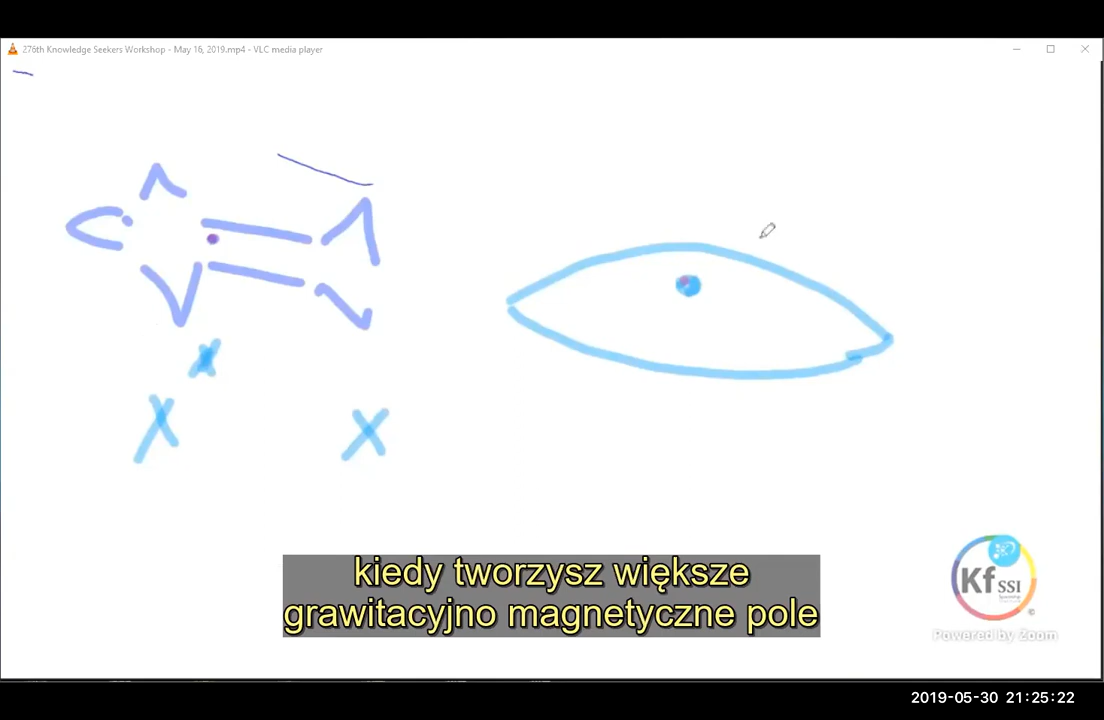 276th Knowledge Seekers Workshop - May 16, 2019.mp4 - VLC media player
X
X
X
kiedy tworzysz większe
grawitacyjno magnetyczne pole
Kf SSI
Powered by Zoom
2019-05-30 21:25:22